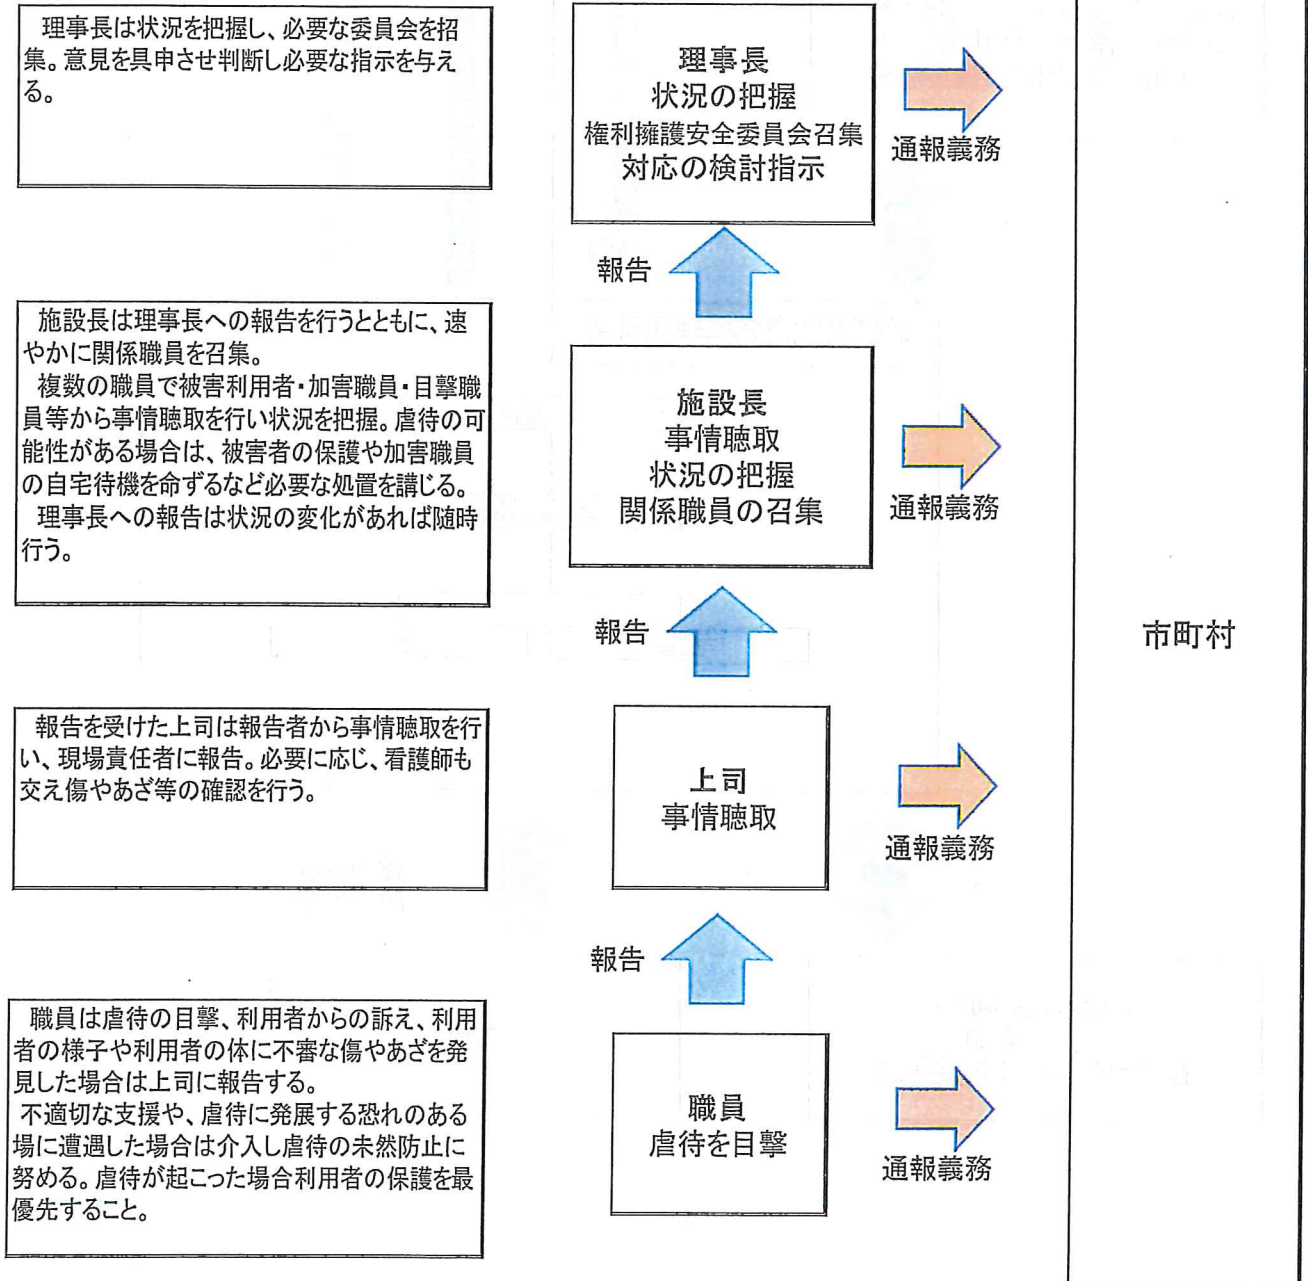 理事長は状況を把握し、必要な委員会を招
集。意見を具申させ判断し必要な指示を与え
る。
理事長
状況の把握
権利擁護安全委員会召集
対応の検討指示
通報義務
報告
施設長は理事長への報告を行うとともに、速
やかに関係職員を召集。
複数の職員で被害利用者・加害職員・目撃職
員等から事情聴取を行い状況を把握。虐待の可
能性がある場合は、被害者の保護や加害職員
の自宅待機を命ずるなど必要な処置を講じる。
理事長への報告は状況の変化があれば随時
行う。
施設長
事情聴取
状況の把握
関係職員の召集
通報義務
市町村
報告
報告を受けた上司は報告者から事情聴取を行
い、現場責任者に報告。必要に応じ、看護師も
交え傷やあざ等の確認を行う。
上司
事情聴取
通報義務
報告
職員は虐待の目撃、利用者からの訴え、利用
者の様子や利用者の体に不審な傷やあざを発
見した場合は上司に報告する。
不適切な支援や、虐待に発展する恐れのある
場に遭遇した場合は介入し虐待の未然防止に
努める。虐待が起こった場合利用者の保護を最
優先すること。
職員
虐待を目撃
通報義務